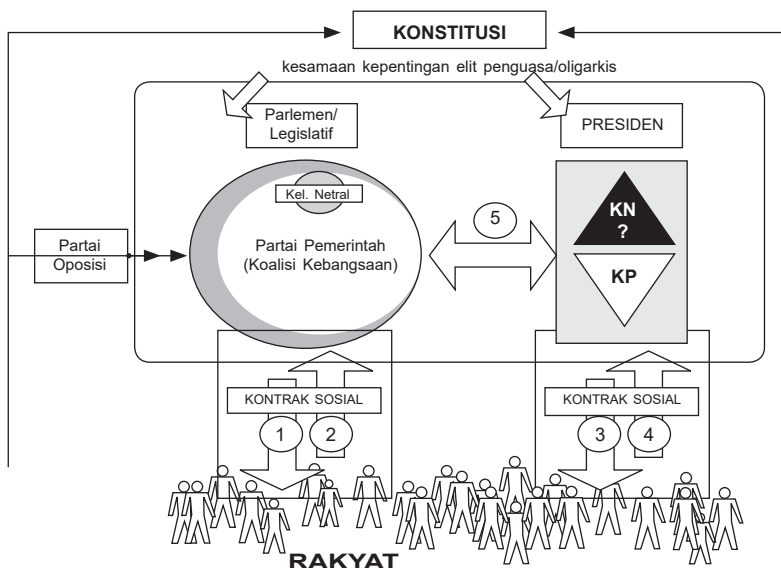 KONSTITUSI
kesamaan kepentingan elit penguasa/oligarkis
Parlemen/
Legislatif
PRESIDEN
Kel. Netral
Partai Pemerintah
(Koalisi Kebangsaan)
Partai
Oposisi
5
KN
?
KP
KONTRAK SOSIAL
1
2
KONTRAK SOSIAL
3
4
RAKYAT